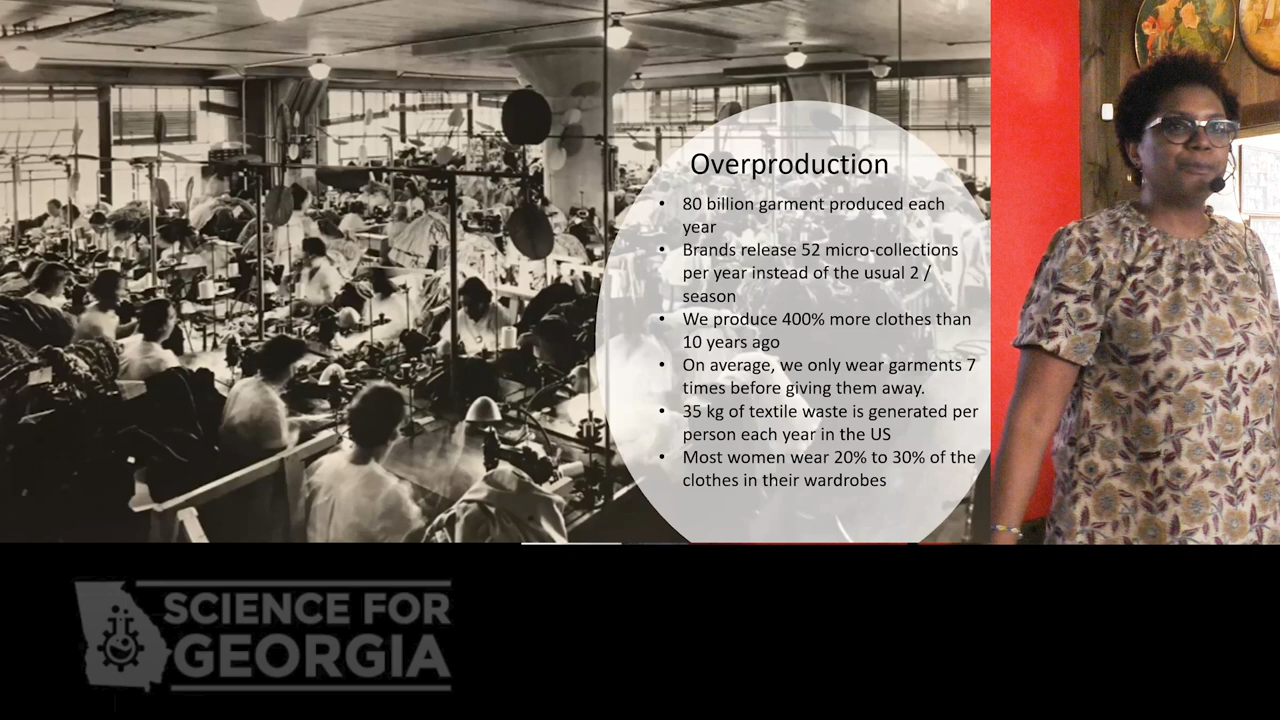 Overproduction
• 80 billion garment produced each
year
• Brands release 52 micro-collections
per year instead of the usual 2 /
season
• We produce 400% more clothes than
10 years ago
• On average, we only wear garments 7
times before giving them away.
• 35 kg of textile waste is generated per
person each year in the US
• Most women wear 20% to 30% of the
clothes in their wardrobes
SCIENCE FOR
GEORGIA